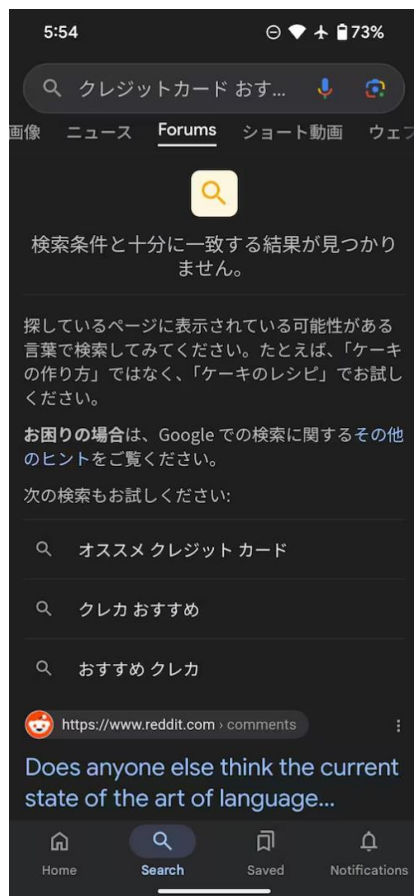 5:54
73%
クレジットカード おす...
画像 ニュース Forums ショート動画 ウェブ
検索条件と十分に一致する結果が見つかり
ません。
探しているページに表示されている可能性がある
言葉で検索してみてください。たとえば、「ケーキ
の作り方」ではなく、「ケーキのレシピ」でお試し
ください。
お困りの場合は、Google での検索に関するその他
のヒントをご覧ください。
次の検索もお試しください:
オススメ クレジット カード
クレカ おすすめ
おすすめ クレカ
https://www.reddit.com › comments
Does anyone else think the current
state of the art of language...
Home Search Saved Notifications